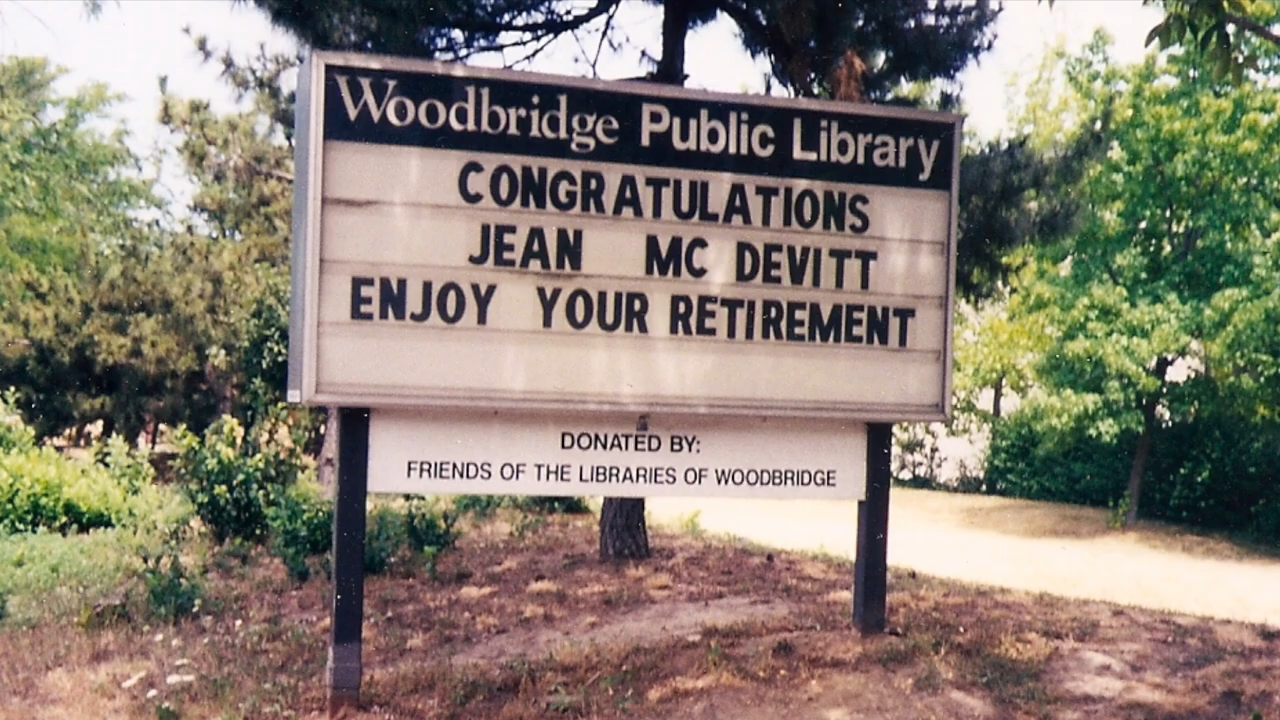 Woodbridge Public Library
CONGRATULATIONS
JEAN MC DEVITT
ENJOY YOUR RETIREMENT
DONATED BY:
FRIENDS OF THE LIBRARIES OF WOODBRIDGE